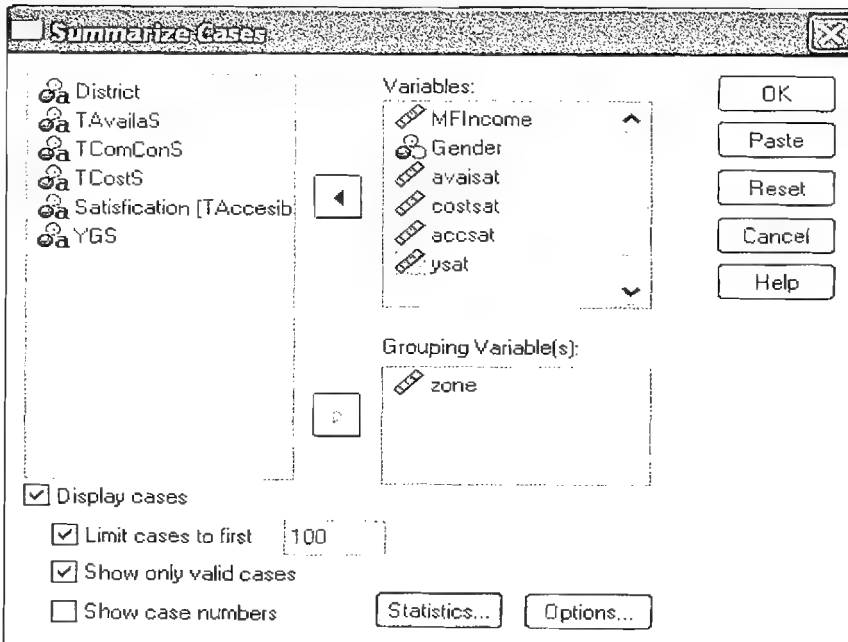 Summarize Cases
District
TAvailaS
TComConS
TCostS
Satisfication [TAccesib
YGS
Variables:
MFIncome
Gender
avaisat
costsat
accsat
ysat
Grouping Variable(s):
zone
OK
Paste
Reset
Cancel
Help
Display cases
Limit cases to first 100
Show only valid cases
Show case numbers
Statistics...
Options...